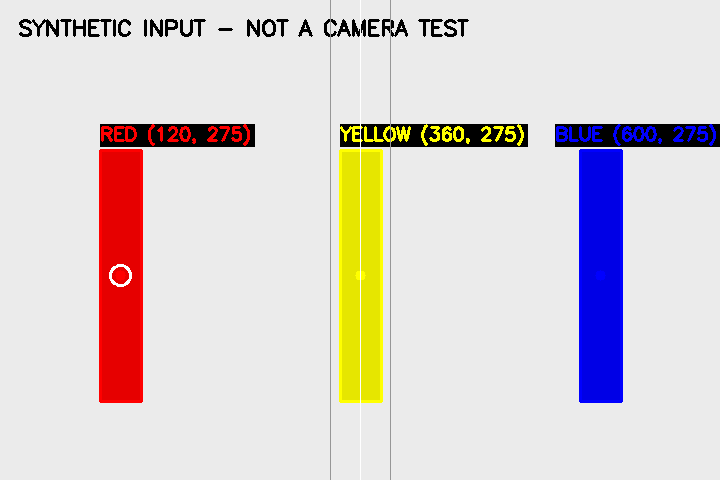 SYNTHETIC INPUT - NOT A CAMERA TEST
RED (120, 275)
YELLOW (360, 275)
BLUE (600, 275)